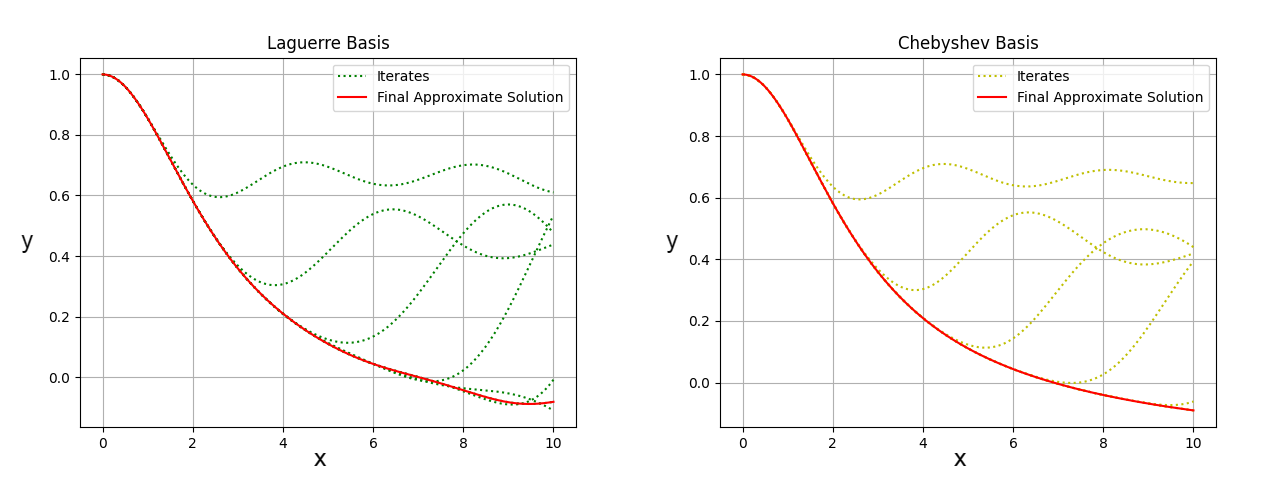 Laguerre Basis
Iterates
Final Approximate Solution
1.0
0.8
0.6
0.4
0.2
0.0
y
0 2 4 6 8 10
x
Chebyshev Basis
Iterates
Final Approximate Solution
1.0
0.8
0.6
0.4
0.2
0.0
y
0 2 4 6 8 10
x